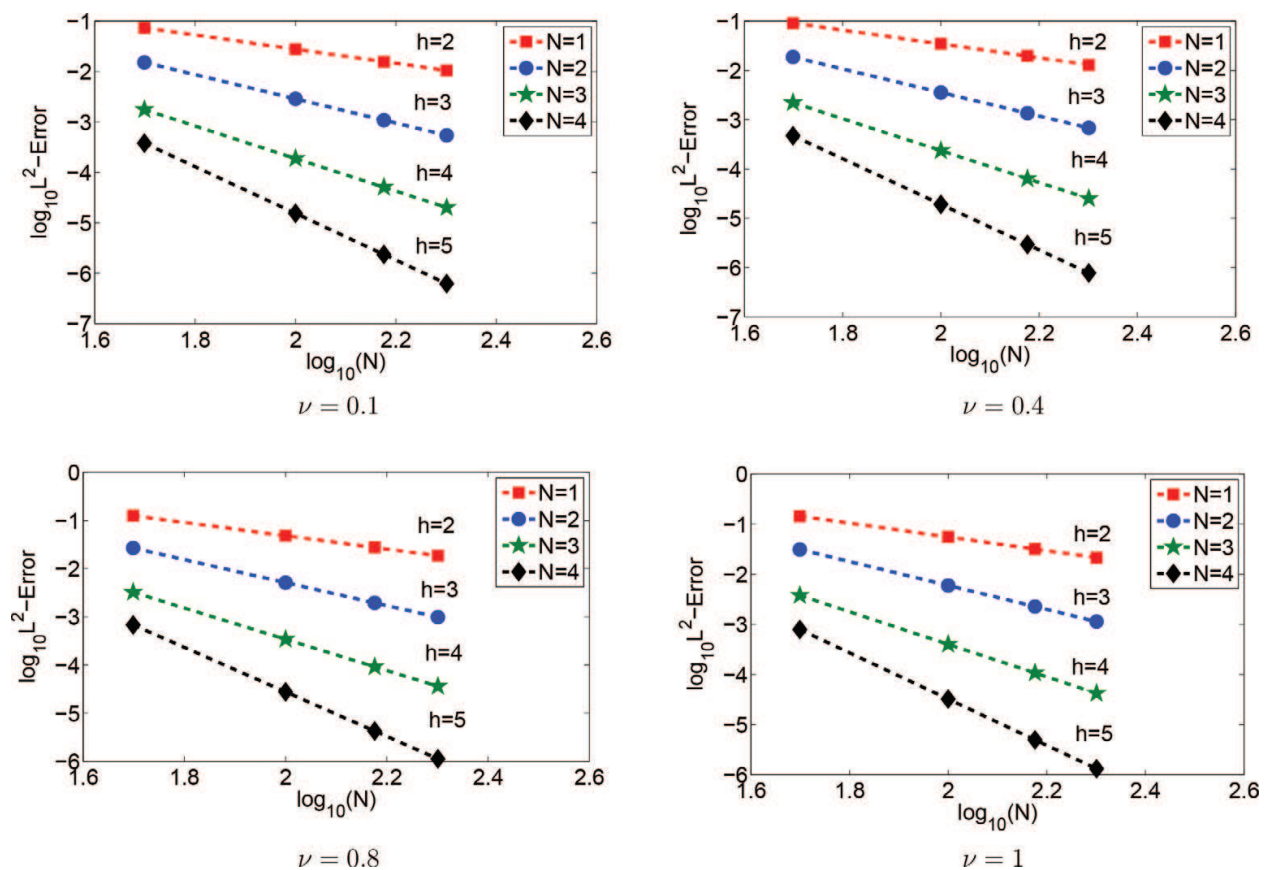 −1
−2
−3
−4
−5
−6
−7
log10L2−Error
1.6
1.8
2
2.2
2.4
2.6
log10(N)
h=2
h=3
h=4
h=5
N=1
N=2
N=3
N=4
ν = 0.1
−1
−2
−3
−4
−5
−6
−7
log10L2−Error
1.6
1.8
2
2.2
2.4
2.6
log10(N)
h=2
h=3
h=4
h=5
N=1
N=2
N=3
N=4
ν = 0.4
0
−1
−2
−3
−4
−5
−6
log10L2−Error
1.6
1.8
2
2.2
2.4
2.6
log10(N)
h=2
h=3
h=4
h=5
N=1
N=2
N=3
N=4
ν = 0.8
0
−1
−2
−3
−4
−5
−6
log10L2−Error
1.6
1.8
2
2.2
2.4
2.6
log10(N)
h=2
h=3
h=4
h=5
N=1
N=2
N=3
N=4
ν = 1